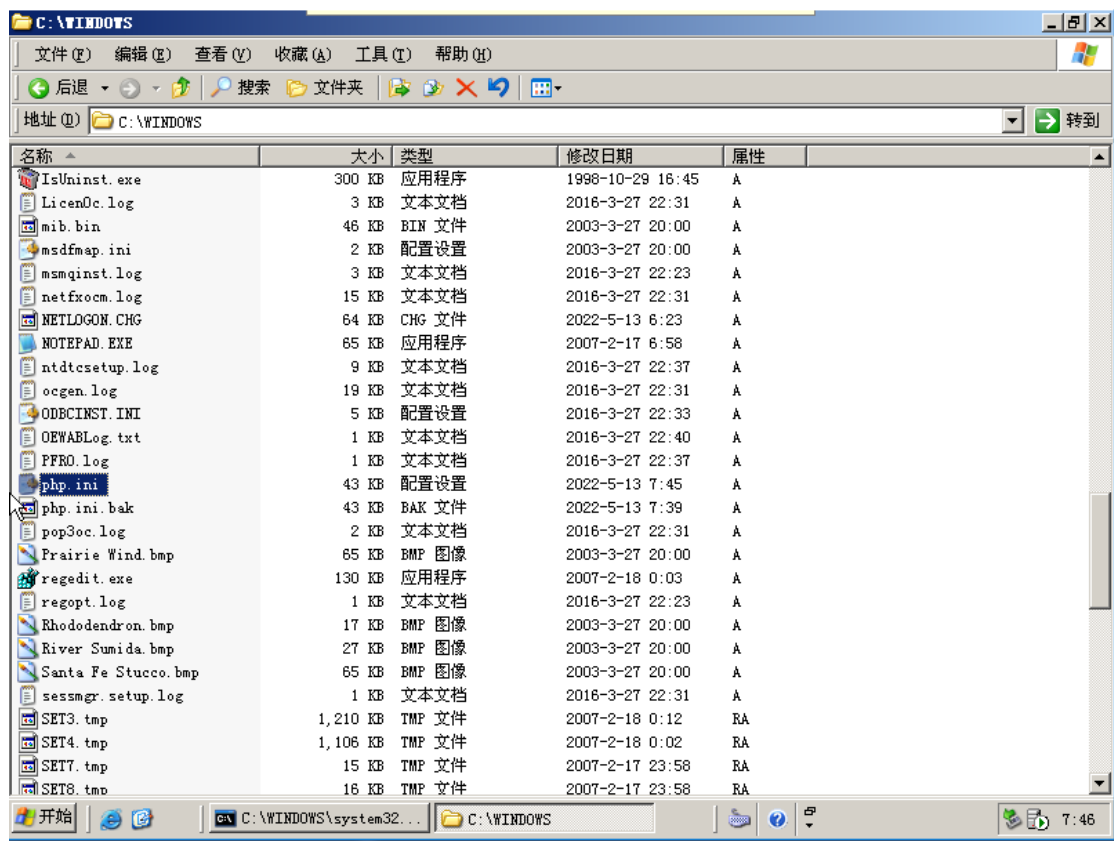 C:\WINDOWS
文件(F) 编辑(E) 查看(V) 收藏(A) 工具(T) 帮助(H)
后退 搜索 文件夹
地址(D) C:\WINDOWS 转到
名称 大小 类型 修改日期 属性
IsUninst.exe 300 KB 应用程序 1998-10-29 16:45 A
LicenOc.log 3 KB 文本文档 2016-3-27 22:31 A
mib.bin 46 KB BIN 文件 2003-3-27 20:00 A
msdfmap.ini 2 KB 配置设置 2003-3-27 20:00 A
msmqinst.log 3 KB 文本文档 2016-3-27 22:23 A
netfxocm.log 15 KB 文本文档 2016-3-27 22:31 A
NETLOGON.CHG 64 KB CHG 文件 2022-5-13 6:23 A
NOTEPAD.EXE 65 KB 应用程序 2007-2-17 6:58 A
ntdtcsetup.log 9 KB 文本文档 2016-3-27 22:37 A
ocgen.log 19 KB 文本文档 2016-3-27 22:31 A
ODBCINST.INI 5 KB 配置设置 2016-3-27 22:33 A
OEWABLog.txt 1 KB 文本文档 2016-3-27 22:40 A
PFRO.log 1 KB 文本文档 2016-3-27 22:37 A
php.ini 43 KB 配置设置 2022-5-13 7:45 A
php.ini.bak 43 KB BAK 文件 2022-5-13 7:39 A
pop3oc.log 2 KB 文本文档 2016-3-27 22:31 A
Prairie Wind.bmp 65 KB BMP 图像 2003-3-27 20:00 A
regedit.exe 130 KB 应用程序 2007-2-18 0:03 A
regopt.log 1 KB 文本文档 2016-3-27 22:23 A
Rhododendron.bmp 17 KB BMP 图像 2003-3-27 20:00 A
River Sumida.bmp 27 KB BMP 图像 2003-3-27 20:00 A
Santa Fe Stucco.bmp 65 KB BMP 图像 2003-3-27 20:00 A
sessmgr.setup.log 1 KB 文本文档 2016-3-27 22:31 A
SET3.tmp 1,210 KB TMP 文件 2007-2-18 0:12 RA
SET4.tmp 1,106 KB TMP 文件 2007-2-18 0:02 RA
SET7.tmp 15 KB TMP 文件 2007-2-17 23:58 RA
SET8.tmp 16 KB TMP 文件 2007-2-17 23:58 RA
开始 C:\WINDOWS\system32... C:\WINDOWS 7:46